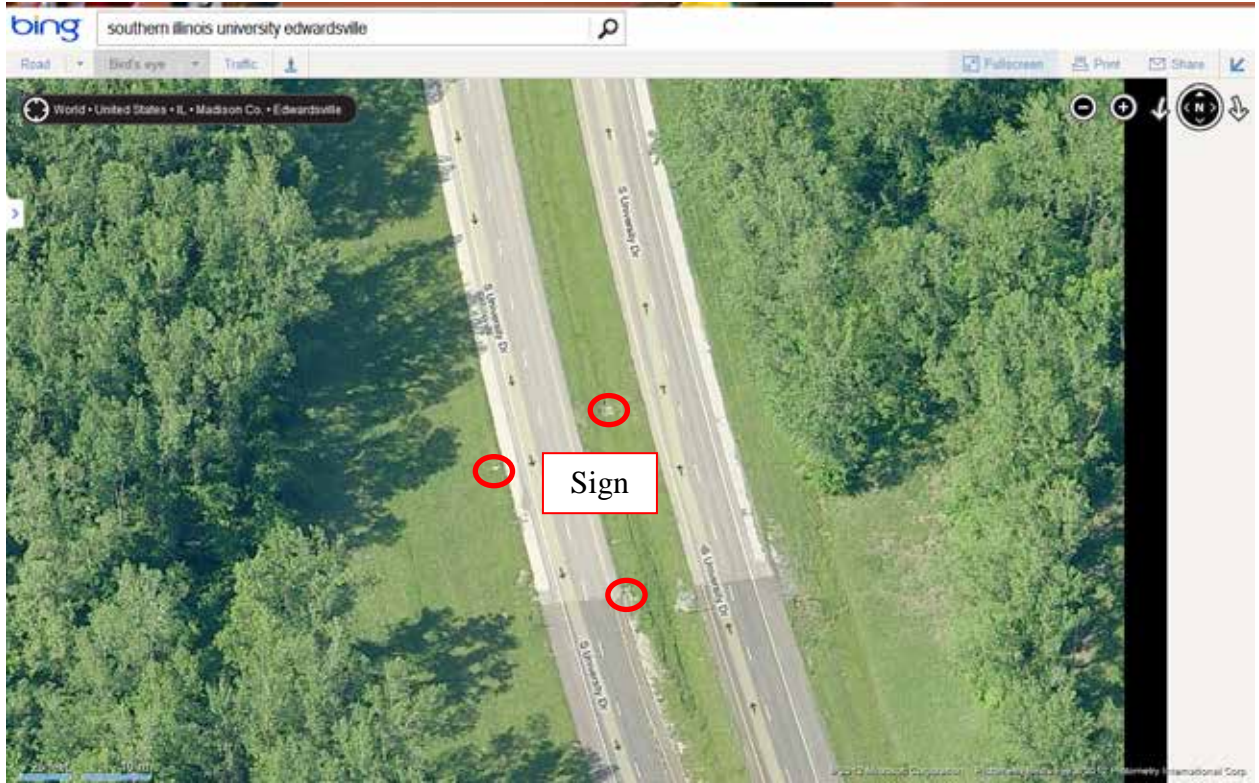 bing
southern illinois university edwardsville
Road
Bird's eye
Traffic
Fullscreen
Print
Share
World • United States • IL • Madison Co. • Edwardsville
N
S University Dr
S University Dr
Sign
S University Dr
S University Dr